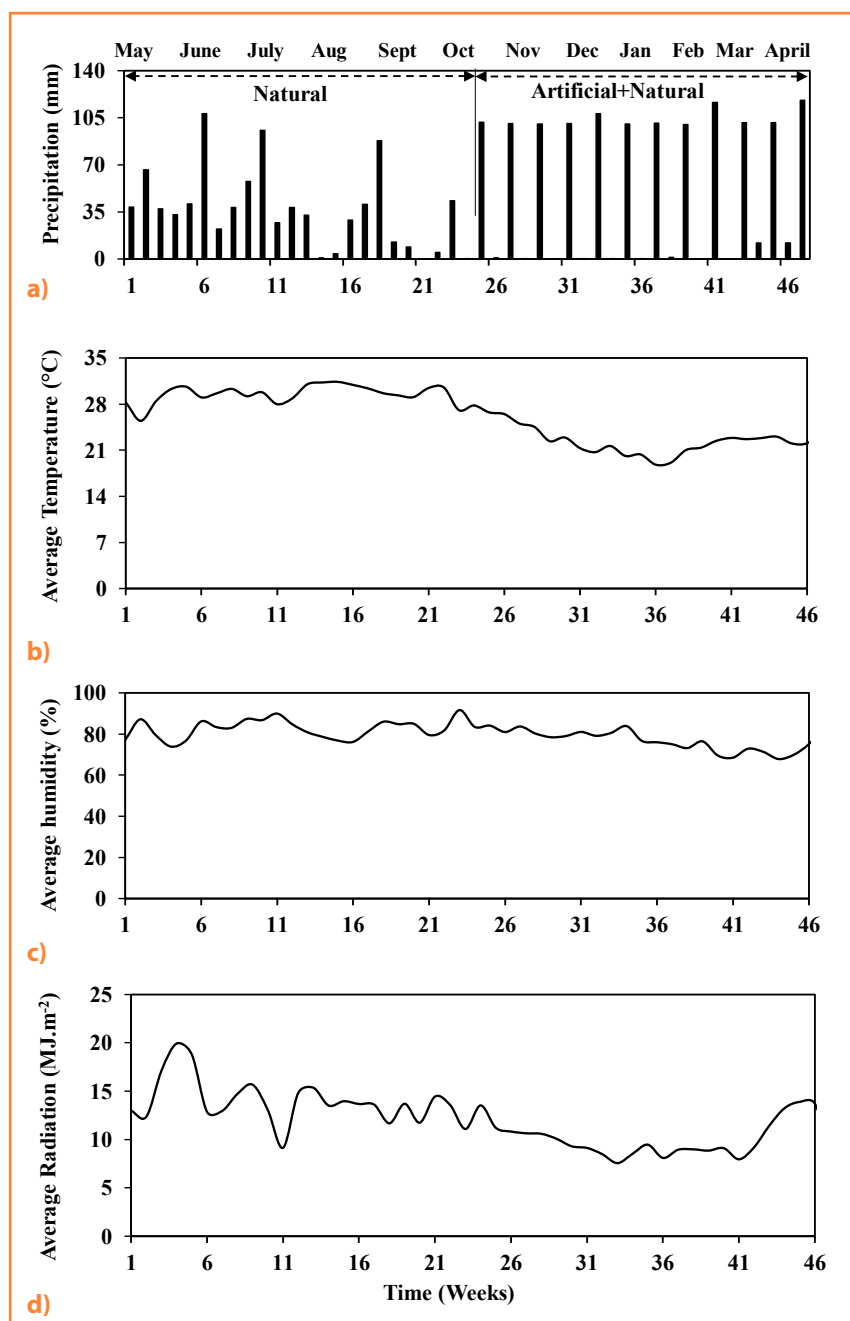 May June July Aug Sept Oct Nov Dec Jan Feb Mar April
140
Natural
Artificial+Natural
105
70
35
0
Precipitation (mm)
1 6 11 16 21 26 31 36 41 46
a)
35
28
21
14
7
0
Average Temperature (°C)
1 6 11 16 21 26 31 36 41 46
b)
100
80
60
40
20
0
Average humidity (%)
1 6 11 16 21 26 31 36 41 46
c)
25
20
15
10
5
0
Average Radiation (MJ.m-2)
1 6 11 16 21 26 31 36 41 46
Time (Weeks)
d)